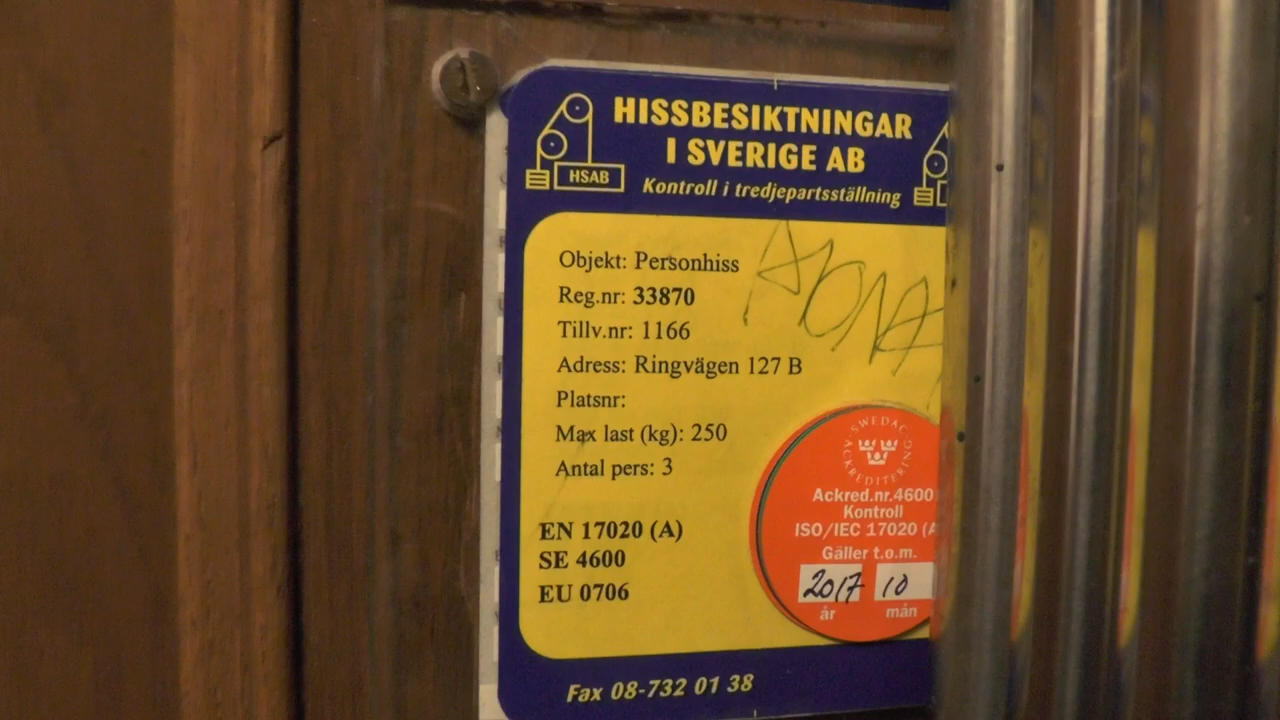 HISSBESIKTNINGAR
I SVERIGE AB
HSAB
Kontroll i tredjepartsställning
Objekt: Personhiss
Reg.nr: 33870
Tillv.nr: 1166
Adress: Ringvägen 127 B
Platsnr:
Max last (kg): 250
Antal pers: 3
EN 17020 (A)
SE 4600
EU 0706
SWEDAC
ACKREDITERING
Ackred.nr.4600
Kontroll
ISO/IEC 17020 (A
Gäller t.o.m.
2017 10
år mån
Fax 08-732 01 38